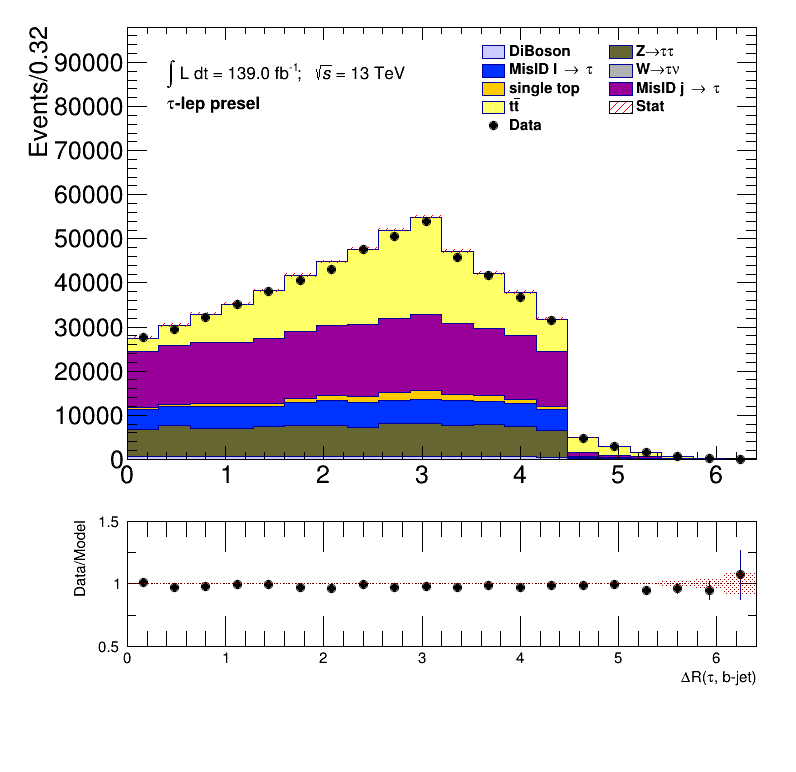 Events/0.32
90000
80000
70000
60000
50000
40000
30000
20000
10000
0
∫ L dt = 139.0 fb⁻¹; √s = 13 TeV
τ-lep presel
DiBoson
MisID l → τ
single top
tt̄
Data
Z→ττ
W→τν
MisID j → τ
Stat
0 1 2 3 4 5 6
Data/Model
1.5
1
0.5
0 1 2 3 4 5 6
ΔR(τ, b-jet)